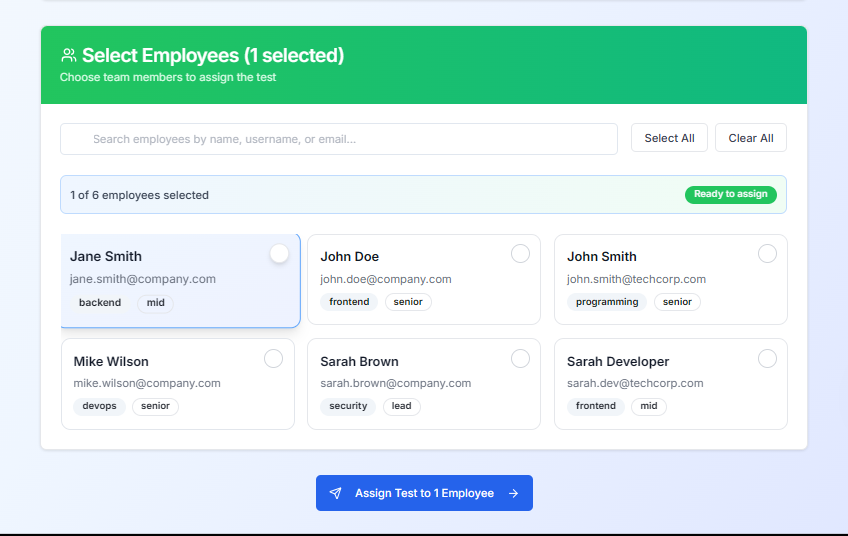 Select Employees (1 selected)
Choose team members to assign the test
Search employees by name, username, or email...
Select All
Clear All
1 of 6 employees selected
Ready to assign
Jane Smith
jane.smith@company.com
backend
mid
John Doe
john.doe@company.com
frontend
senior
John Smith
john.smith@techcorp.com
programming
senior
Mike Wilson
mike.wilson@company.com
devops
senior
Sarah Brown
sarah.brown@company.com
security
lead
Sarah Developer
sarah.dev@techcorp.com
frontend
mid
Assign Test to 1 Employee